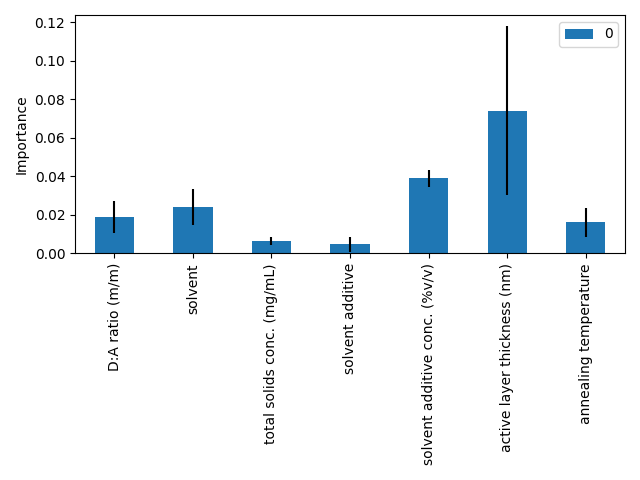 0.12
0.10
0.08
0.06
0.04
0.02
0.00
Importance
0
D:A ratio (m/m)
solvent
total solids conc. (mg/mL)
solvent additive
solvent additive conc. (%v/v)
active layer thickness (nm)
annealing temperature